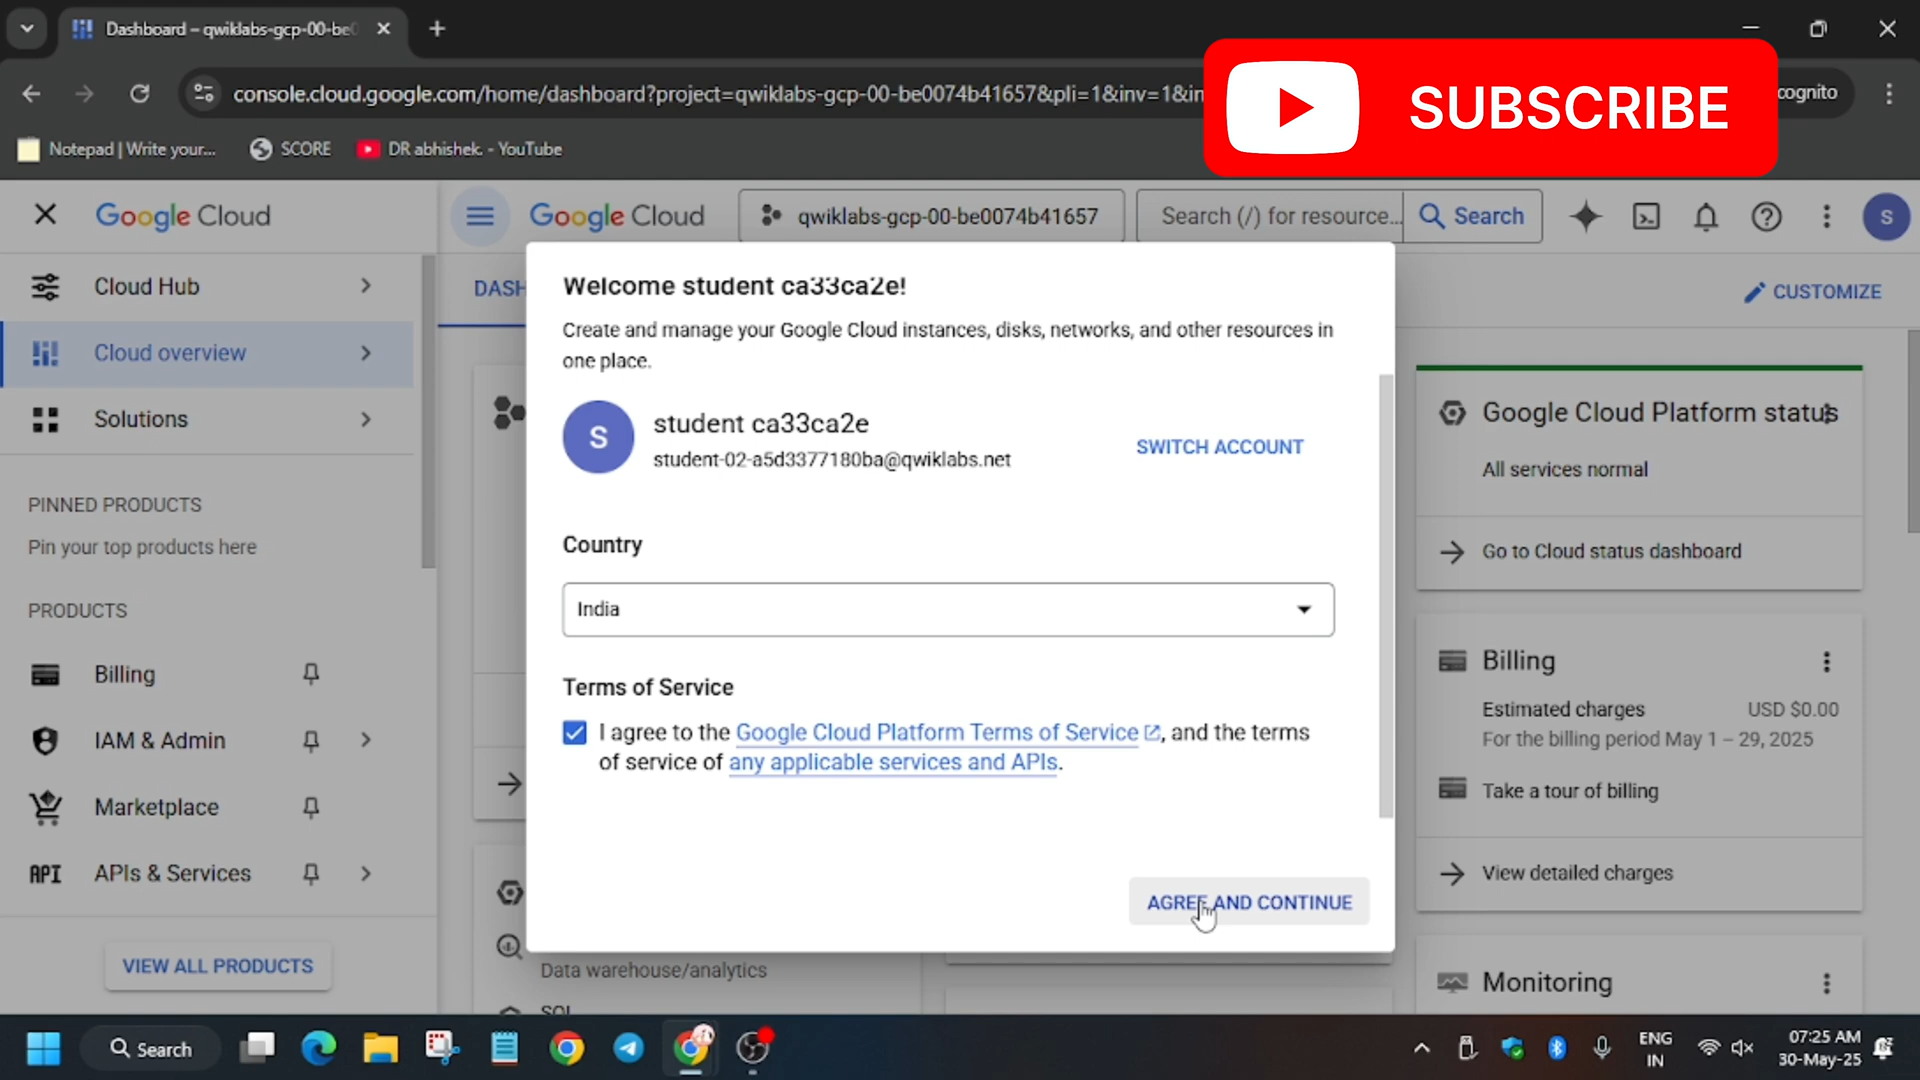 Dashboard – qwiklabs-gcp-00-be0
console.cloud.google.com/home/dashboard?project=qwiklabs-gcp-00-be0074b41657&pli=1&inv=1&in
cognito
SUBSCRIBE
Notepad | Write your...
SCORE
DR abhishek. - YouTube
Google Cloud
Google Cloud
qwiklabs-gcp-00-be0074b41657
Search (/) for resource...
Search
S
Cloud Hub
Cloud overview
Solutions
PINNED PRODUCTS
Pin your top products here
PRODUCTS
Billing
IAM & Admin
Marketplace
API
APIs & Services
VIEW ALL PRODUCTS
DASH
CUSTOMIZE
Welcome student ca33ca2e!
Create and manage your Google Cloud instances, disks, networks, and other resources in
one place.
S
student ca33ca2e
student-02-a5d3377180ba@qwiklabs.net
SWITCH ACCOUNT
Country
India
Terms of Service
I agree to the Google Cloud Platform Terms of Service, and the terms
of service of any applicable services and APIs.
AGREE AND CONTINUE
Data warehouse/analytics
SQL
Google Cloud Platform status
All services normal
Go to Cloud status dashboard
Billing
Estimated charges USD $0.00
For the billing period May 1 – 29, 2025
Take a tour of billing
View detailed charges
Monitoring
Search
ENG
IN
07:25 AM
30-May-25